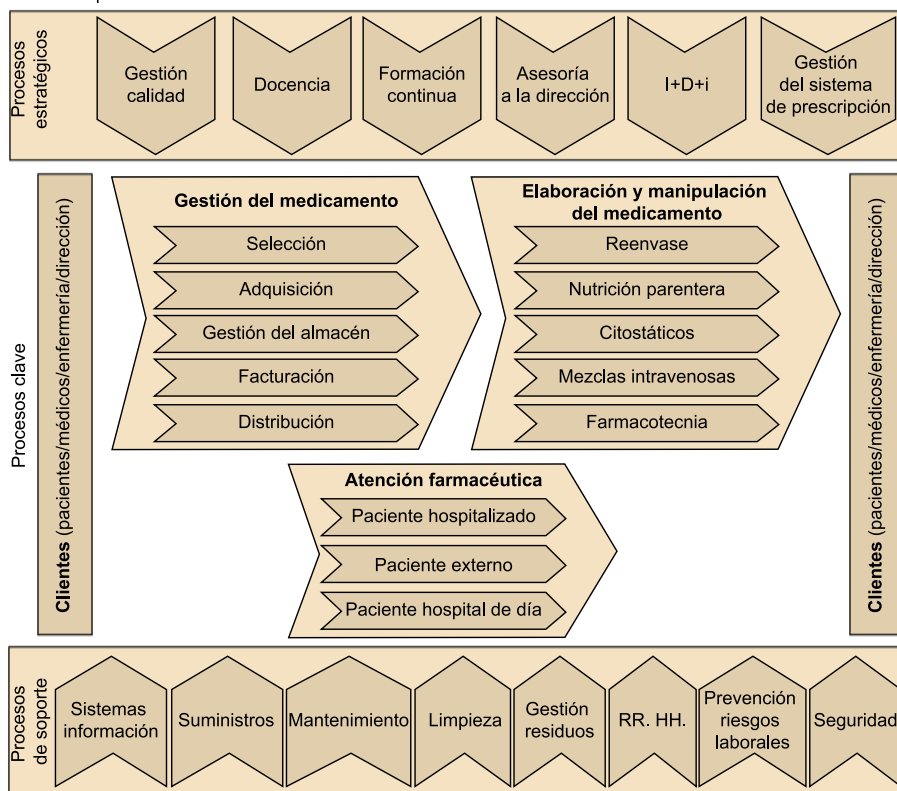 Procesos
estratégicos
Gestión
calidad
Docencia
Formación
continua
Asesoría
a la dirección
I+D+i
Gestión
del sistema
de prescripción
Procesos clave
Clientes (pacientes/médicos/enfermería/dirección)
Gestión del medicamento
Selección
Adquisición
Gestión del almacén
Facturación
Distribución
Elaboración y manipulación
del medicamento
Reenvase
Nutrición parentera
Citostáticos
Mezclas intravenosas
Farmacotecnia
Atención farmacéutica
Paciente hospitalizado
Paciente externo
Paciente hospital de día
Clientes (pacientes/médicos/enfermería/dirección)
Procesos
de soporte
Sistemas
información
Suministros
Mantenimiento
Limpieza
Gestión
residuos
RR. HH.
Prevención
riesgos
laborales
Seguridad